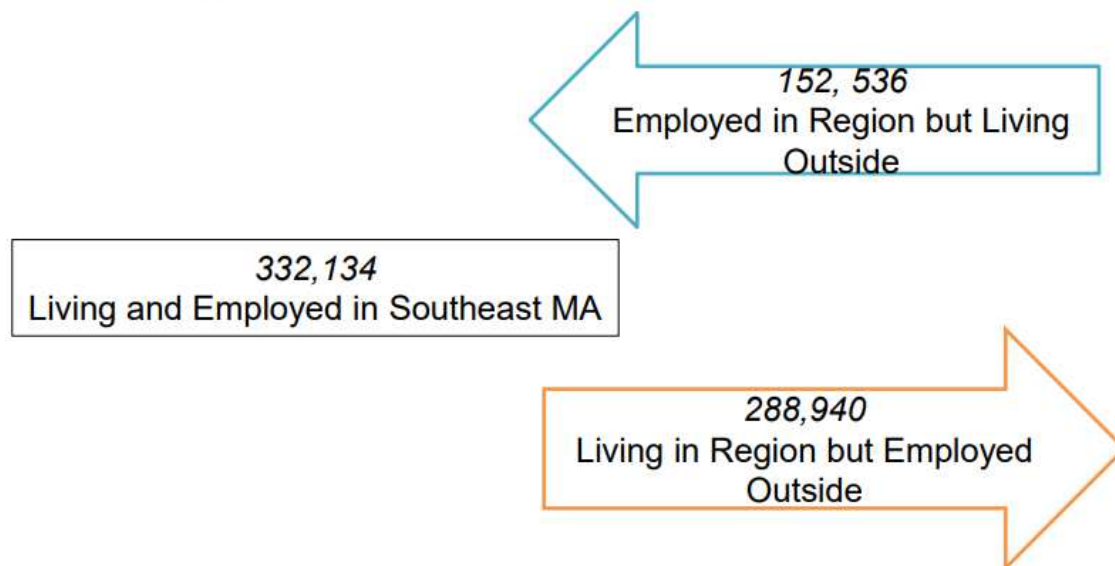 152, 536
Employed in Region but Living
Outside
332,134
Living and Employed in Southeast MA
288,940
Living in Region but Employed
Outside